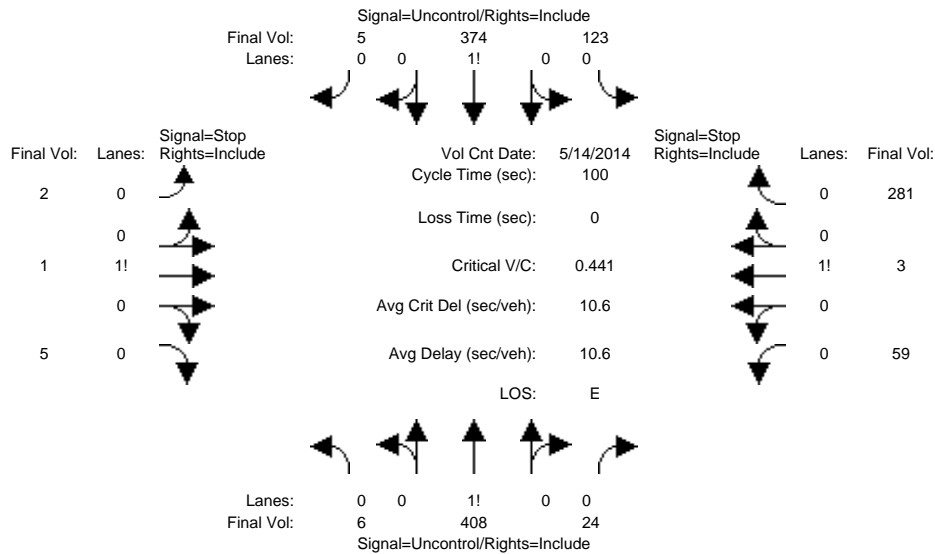 Signal=Uncontrol/Rights=Include
Final Vol: 5 374 123
Lanes: 0 0 1! 0 0
Signal=Stop Signal=Stop
Final Vol: Lanes: Rights=Include Vol Cnt Date: 5/14/2014 Rights=Include Lanes: Final Vol:
Cycle Time (sec): 100
2 0 0 281
Loss Time (sec): 0
0 0
1 1! Critical V/C: 0.441 1! 3
0 Avg Crit Del (sec/veh): 10.6 0
5 0 Avg Delay (sec/veh): 10.6 0 59
LOS: E
Lanes: 0 0 1! 0 0
Final Vol: 6 408 24
Signal=Uncontrol/Rights=Include